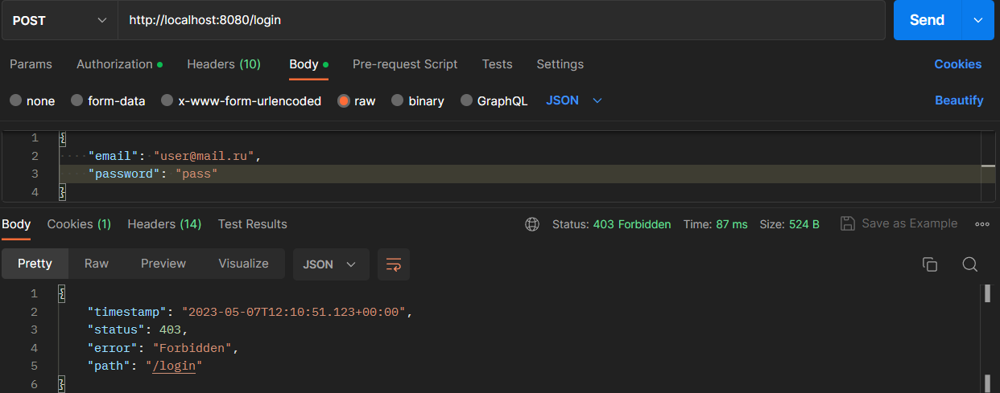 POST http://localhost:8080/login Send
Params Authorization Headers (10) Body Pre-request Script Tests Settings Cookies
none form-data x-www-form-urlencoded raw binary GraphQL JSON Beautify
1 {
2 "email": "user@mail.ru",
3 "password": "pass"
4 }
Body Cookies (1) Headers (14) Test Results Status: 403 Forbidden Time: 87 ms Size: 524 B Save as Example
Pretty Raw Preview Visualize JSON
1 {
2 "timestamp": "2023-05-07T12:10:51.123+00:00",
3 "status": 403,
4 "error": "Forbidden",
5 "path": "/login"
6 }